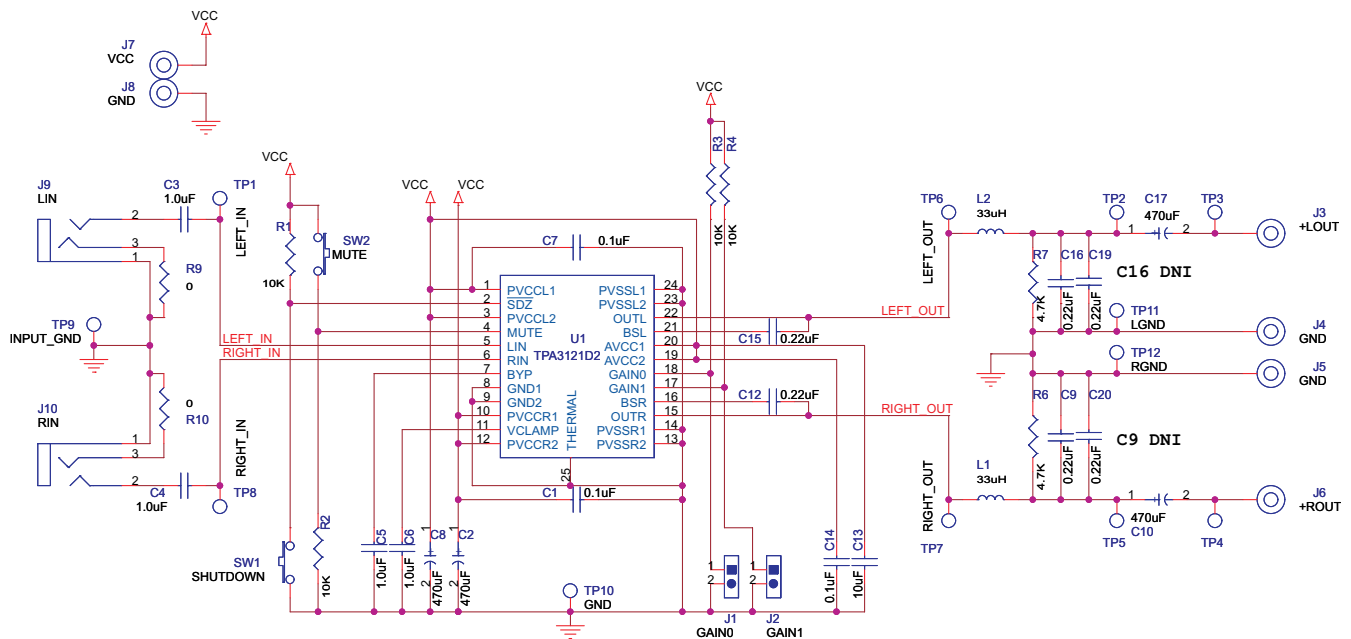 VCC
J7
VCC
J8
GND
VCC
R3
R4
10K
10K
VCC
VCC
VCC
J9
LIN
2
3
1
C3
1.0uF
TP1
LEFT_IN
R9
0
TP9
INPUT_GND
LEFT_IN
RIGHT_IN
0
R10
J10
RIN
1
3
2
C4
1.0uF
RIGHT_IN
TP8
R1
10K
SW2
MUTE
C7
0.1uF
1
2
3
4
5
6
7
8
9
10
11
12
PVCCL1
SDZ
PVCCL2
MUTE
LIN
RIN
BYP
GND1
GND2
PVCCR1
VCLAMP
PVCCR2
U1
TPA3121D2
THERMAL
25
PVSSL1
PVSSL2
OUTL
BSL
AVCC1
AVCC2
GAIN0
GAIN1
BSR
OUTR
PVSSR1
PVSSR2
24
23
22
21
20
19
18
17
16
15
14
13
C15
0.22uF
C12
0.22uF
LEFT_OUT
RIGHT_OUT
C1
0.1uF
SW1
SHUTDOWN
R2
10K
C5
1.0uF
C6
1.0uF
C8
1
2
470uF
C2
1
2
470uF
TP10
GND
1
2
J1
GAIN0
1
2
J2
GAIN1
C14
0.1uF
C13
10uF
TP6
LEFT_OUT
L2
33uH
TP2
C17
470uF
1
2
TP3
J3
+LOUT
R7
4.7K
C16
0.22uF
C19
0.22uF
C16 DNI
TP11
LGND
J4
GND
TP12
RGND
J5
GND
R6
4.7K
C9
0.22uF
C20
0.22uF
C9 DNI
RIGHT_OUT
TP7
L1
33uH
1
2
470uF
TP5
C10
TP4
J6
+ROUT